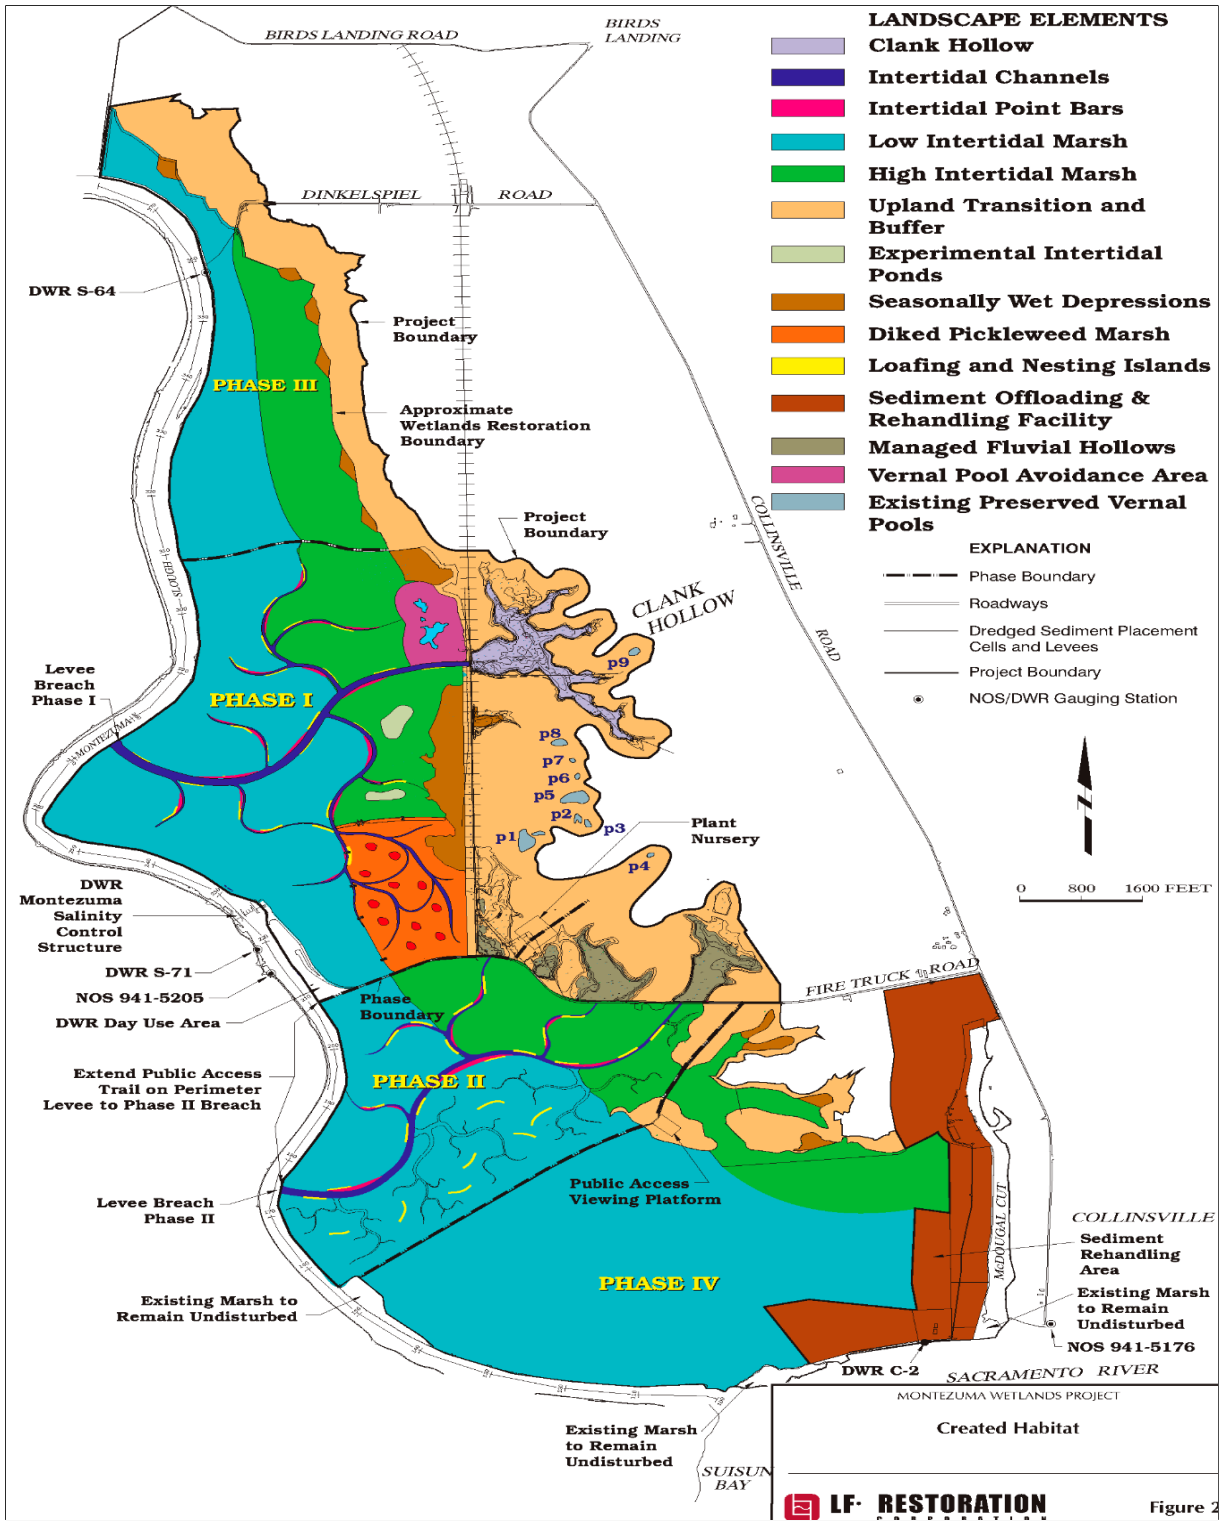 BIRDS LANDING ROAD
BIRDS
LANDING
LANDSCAPE ELEMENTS
Clank Hollow
Intertidal Channels
Intertidal Point Bars
Low Intertidal Marsh
High Intertidal Marsh
Upland Transition and
Buffer
Experimental Intertidal
Ponds
Seasonally Wet Depressions
Diked Pickleweed Marsh
Loafing and Nesting Islands
Sediment Offloading &
Rehandling Facility
Managed Fluvial Hollows
Vernal Pool Avoidance Area
Existing Preserved Vernal
Pools
EXPLANATION
Phase Boundary
Roadways
Dredged Sediment Placement
Cells and Levees
Project Boundary
NOS/DWR Gauging Station
0 800 1600 FEET
DINKELSPIEL ROAD
DWR S-64
Project
Boundary
PHASE III
Approximate
Wetlands Restoration
Boundary
Project
Boundary
COLLINSVILLE
ROAD
SLOUGH
CLANK
HOLLOW
p9
Levee
Breach
Phase I
PHASE I
MONTEZUMA
p8
p7
p6
p5
p2
p3
p1
p4
Plant
Nursery
DWR
Montezuma
Salinity
Control
Structure
DWR S-71
NOS 941-5205
DWR Day Use Area
Phase
Boundary
FIRE TRUCK ROAD
Extend Public Access
Trail on Perimeter
Levee to Phase II Breach
PHASE II
Levee Breach
Phase II
Public Access
Viewing Platform
McDOUGAL CUT
COLLINSVILLE
Sediment
Rehandling
Area
PHASE IV
Existing Marsh to
Remain Undisturbed
Existing Marsh
to Remain
Undisturbed
NOS 941-5176
DWR C-2
SACRAMENTO RIVER
Existing Marsh
to Remain
Undisturbed
SUISUN
BAY
MONTEZUMA WETLANDS PROJECT
Created Habitat
LF· RESTORATION
CORPORATION
Figure 2